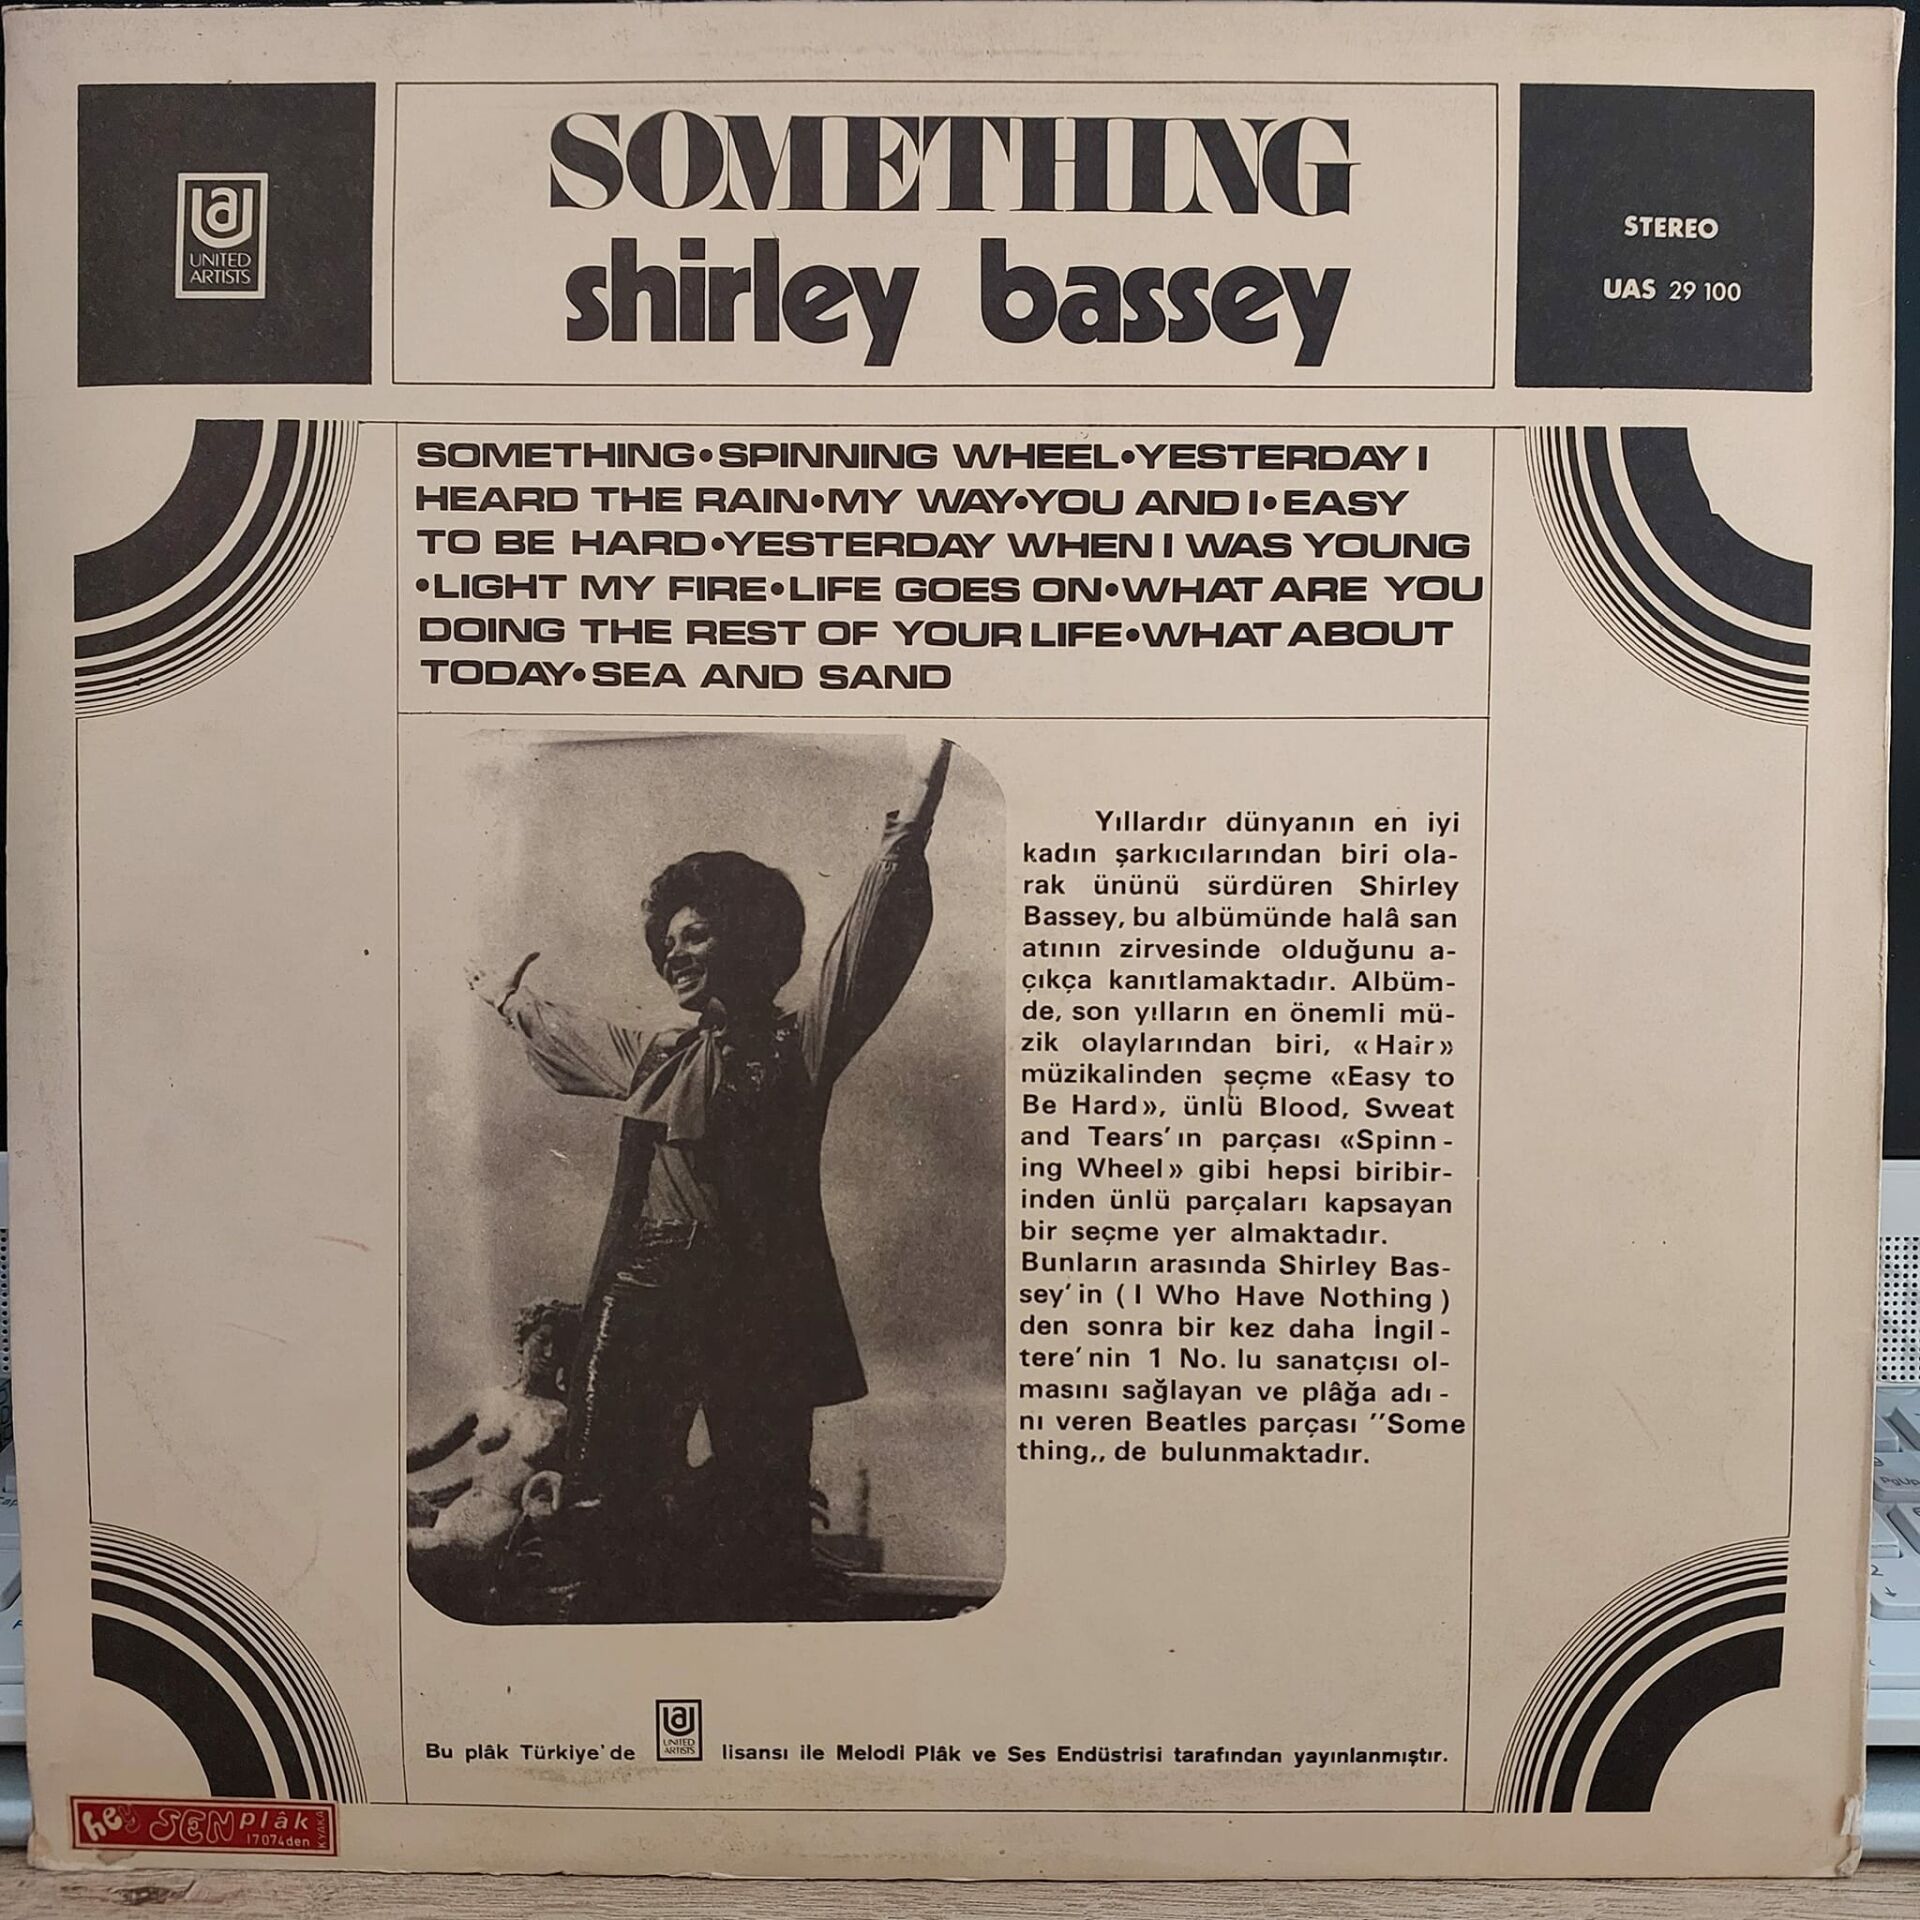 UNITED
ARTISTS
SOMETHING
shirley bassey
STEREO
UAS 29 100
SOMETHING•SPINNING WHEEL•YESTERDAY I
HEARD THE RAIN•MY WAY•YOU AND I•EASY
TO BE HARD•YESTERDAY WHEN I WAS YOUNG
•LIGHT MY FIRE•LIFE GOES ON•WHAT ARE YOU
DOING THE REST OF YOUR LIFE•WHAT ABOUT
TODAY•SEA AND SAND
Yıllardır dünyanın en iyi
kadın şarkıcılarından biri ola-
rak ününü sürdüren Shirley
Bassey, bu albümünde halâ san
atının zirvesinde olduğunu a-
çıkça kanıtlamaktadır. Albüm-
de, son yılların en önemli mü-
zik olaylarından biri, «Hair»
müzikalinden seçme «Easy to
Be Hard», ünlü Blood, Sweat
and Tears'ın parçası «Spinn -
ing Wheel» gibi hepsi biribir-
inden ünlü parçaları kapsayan
bir seçme yer almaktadır.
Bunların arasında Shirley Bas-
sey'in ( I Who Have Nothing )
den sonra bir kez daha İngil -
tere'nin 1 No. lu sanatçısı ol-
masını sağlayan ve plâğa adı -
nı veren Beatles parçası ''Some
thing,, de bulunmaktadır.
Bu plâk Türkiye'de UNITED ARTISTS lisansı ile Melodi Plâk ve Ses Endüstrisi tarafından yayınlanmıştır.
hey SEN plâk
17074den